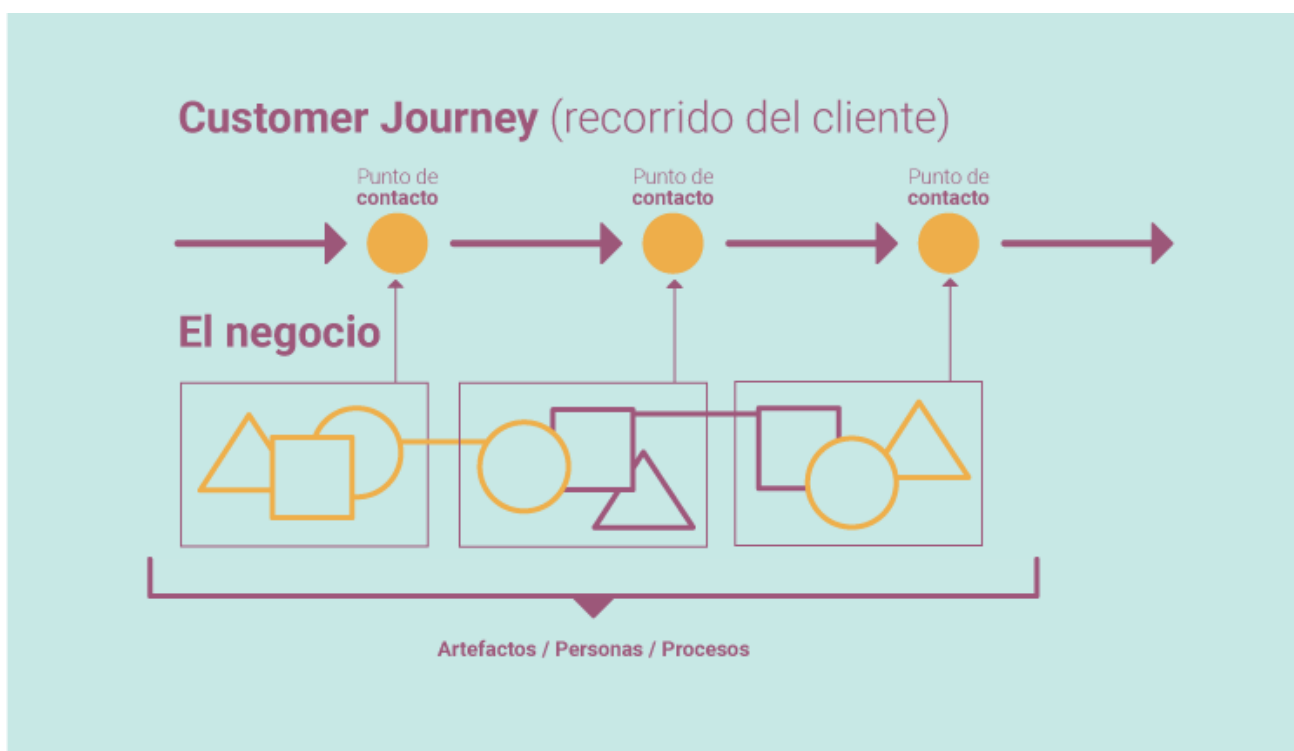 Customer Journey (recorrido del cliente)
Punto de
contacto
Punto de
contacto
Punto de
contacto
El negocio
Artefactos / Personas / Procesos